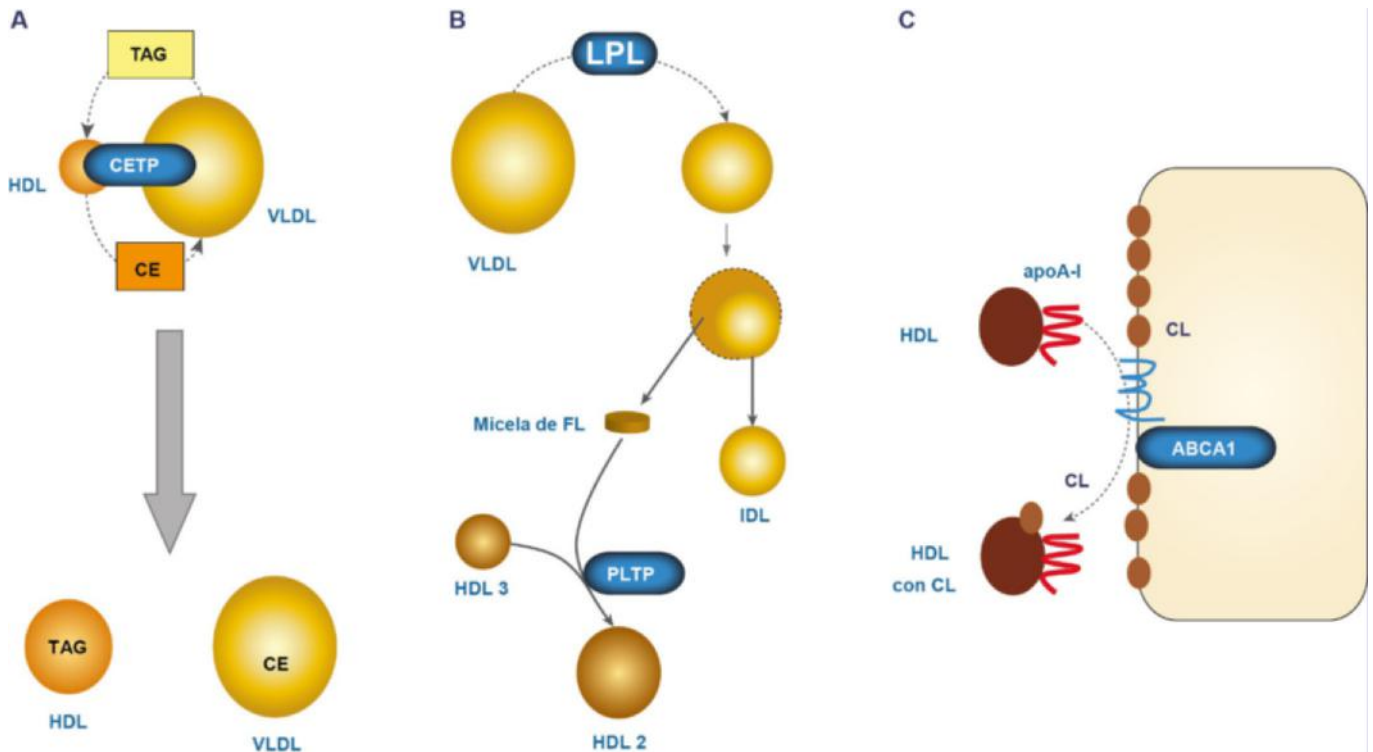 A
TAG
CETP
HDL
VLDL
CE
TAG
CE
HDL
VLDL
B
LPL
VLDL
Micela de FL
IDL
HDL 3
PLTP
HDL 2
C
apoA-I
HDL
CL
ABCA1
CL
HDL
con CL